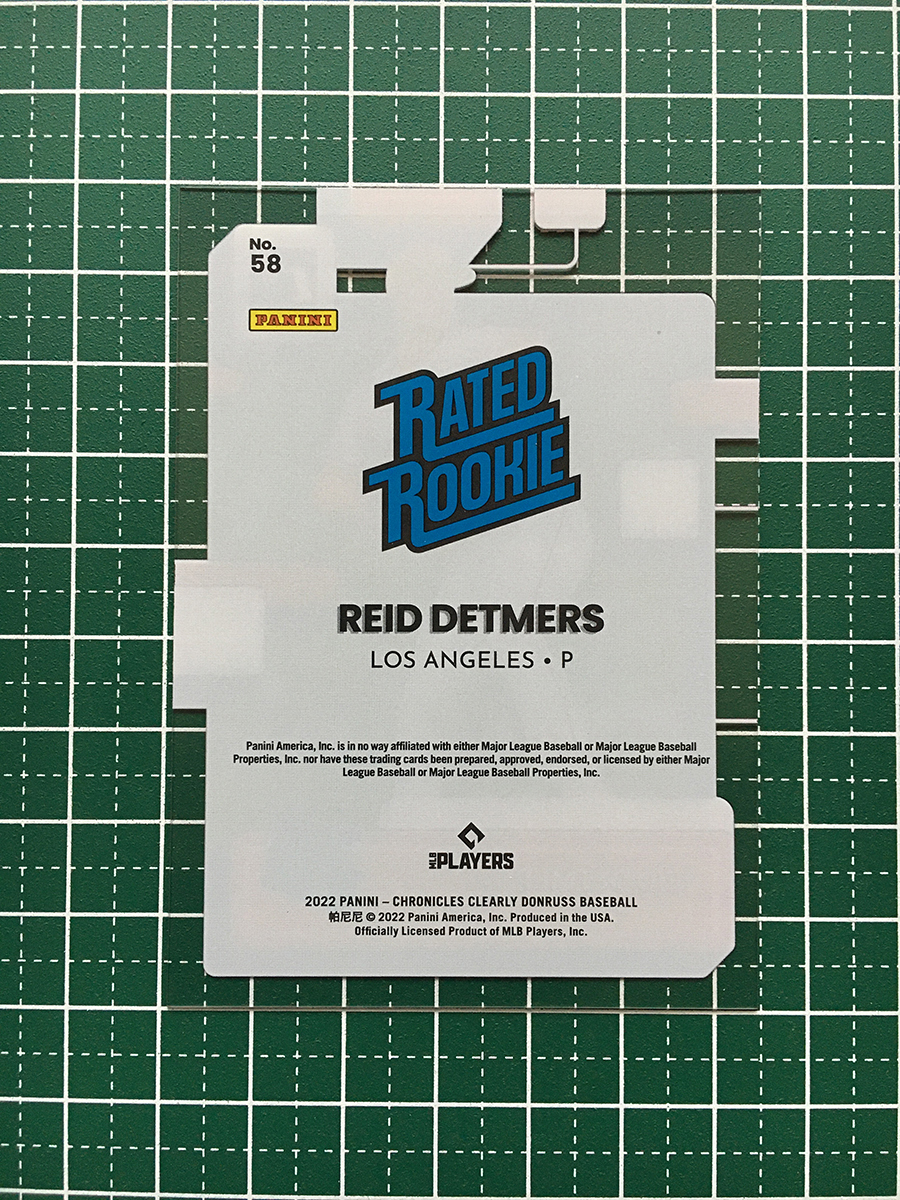 No.
58
PANINI
RATED
ROOKIE
REID DETMERS
LOS ANGELES • P
Panini America, Inc. is in no way affiliated with either Major League Baseball or Major League Baseball
Properties, Inc. nor have these trading cards been prepared, approved, endorsed, or licensed by either Major
League Baseball or Major League Baseball Properties, Inc.
MLB PLAYERS
2022 PANINI – CHRONICLES CLEARLY DONRUSS BASEBALL
帕尼尼 © 2022 Panini America, Inc. Produced in the USA.
Officially Licensed Product of MLB Players, Inc.